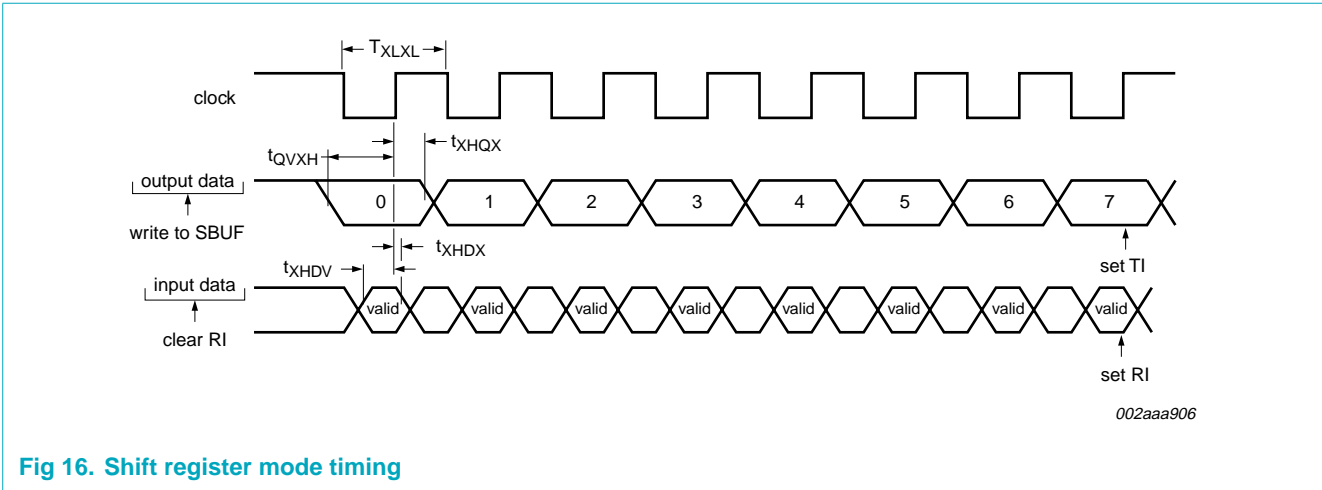 TXLXL
clock
tXHQX
tQVXH
output data
0 1 2 3 4 5 6 7
write to SBUF
tXHDX
set TI
tXHDV
input data
valid valid valid valid valid valid valid valid
clear RI
set RI
002aaa906
Fig 16. Shift register mode timing